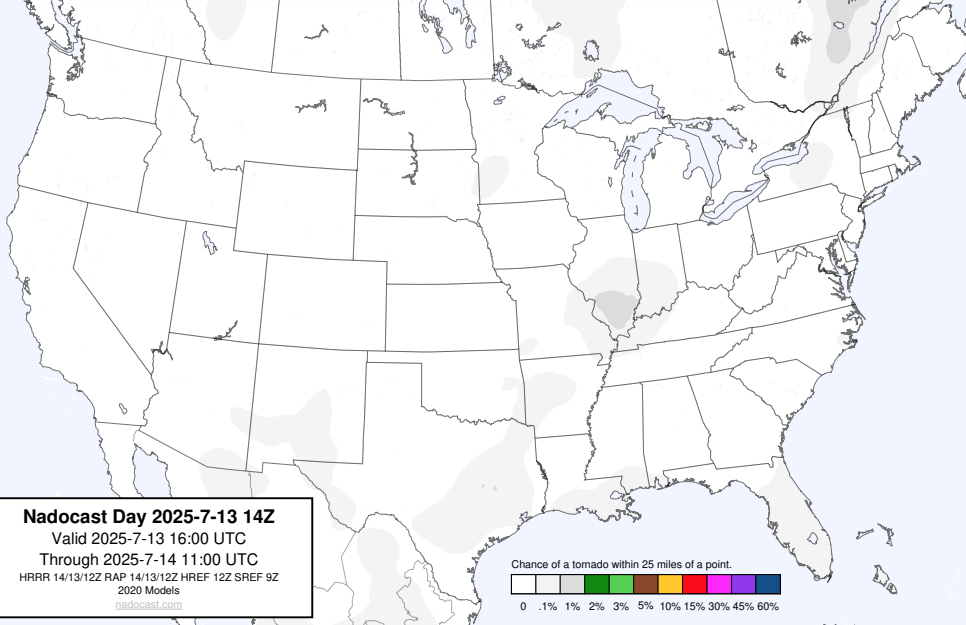 Nadocast Day 2025-7-13 14Z
Valid 2025-7-13 16:00 UTC
Through 2025-7-14 11:00 UTC
HRRR 14/13/12Z RAP 14/13/12Z HREF 12Z SREF 9Z
2020 Models
nadocast.com
Chance of a tornado within 25 miles of a point.
0 .1% 1% 2% 3% 5% 10% 15% 30% 45% 60%